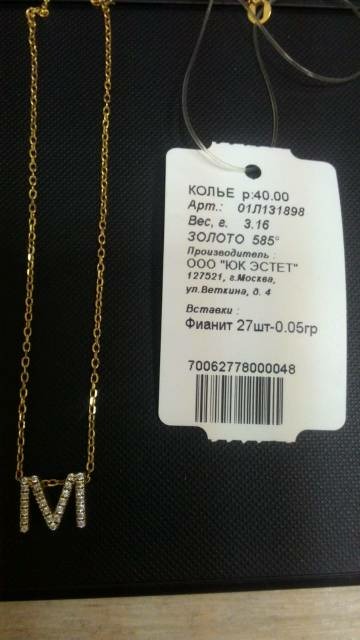 КОЛЬЕ р:40.00
Арт.: 01Л131898
Вес, г. 3.16
ЗОЛОТО 585°
Производитель :
ООО "ЮК ЭСТЕТ"
127521, г.Москва,
ул.Веткина, д. 4
Вставки :
Фианит 27шт-0.05гр
70062778000048
M